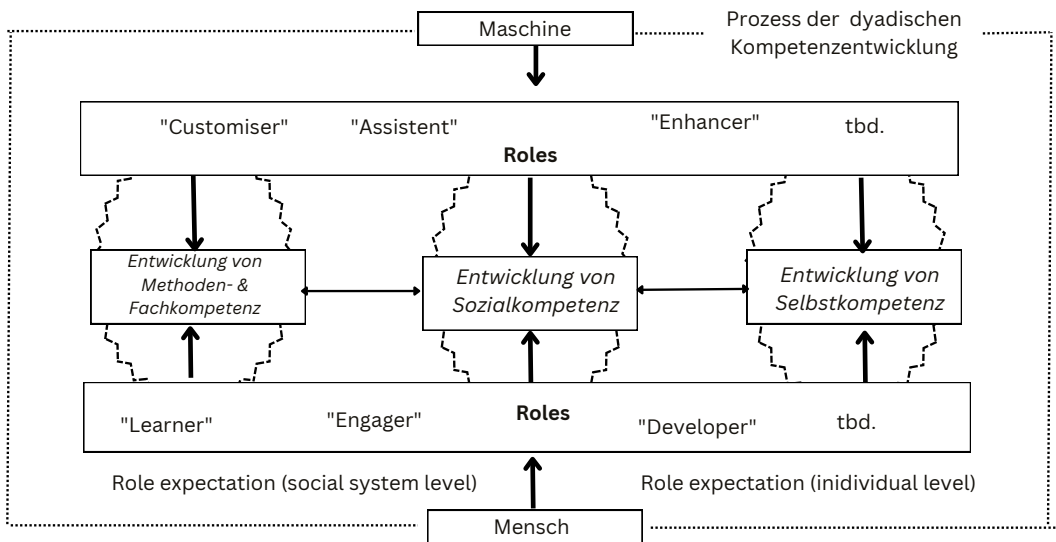 Maschine
Prozess der dyadischen
Kompetenzentwicklung
"Customiser" "Assistent" "Enhancer" tbd.
Roles
Entwicklung von
Methoden- &
Fachkompetenz
Entwicklung von
Sozialkompetenz
Entwicklung von
Selbstkompetenz
Roles
"Learner" "Engager" "Developer" tbd.
Role expectation (social system level) Role expectation (inidividual level)
Mensch